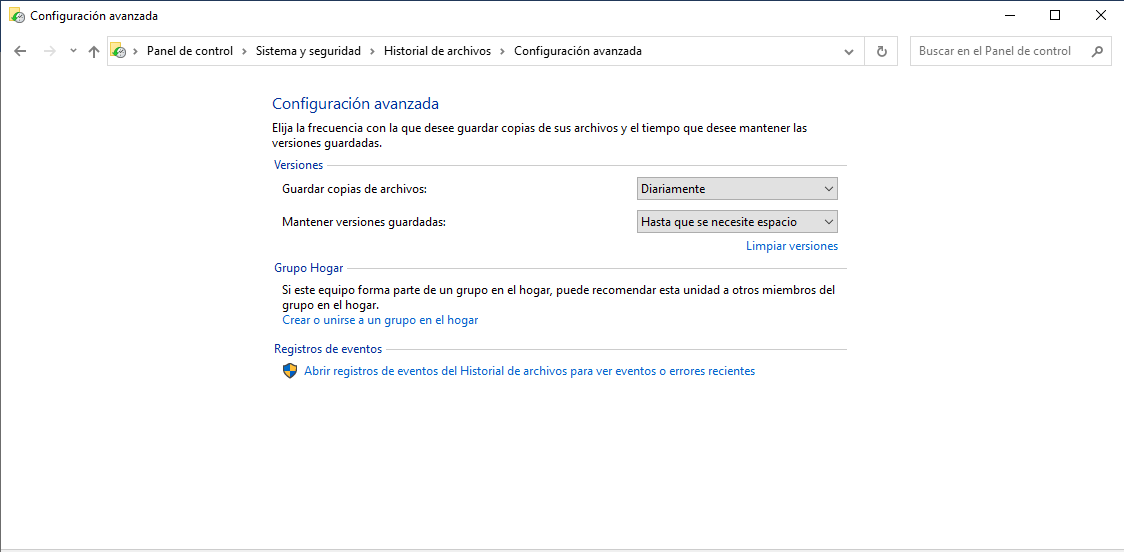 Configuración avanzada
Panel de control > Sistema y seguridad > Historial de archivos > Configuración avanzada
Buscar en el Panel de control
Configuración avanzada
Elija la frecuencia con la que desee guardar copias de sus archivos y el tiempo que desee mantener las
versiones guardadas.
Versiones
Guardar copias de archivos: Diariamente
Mantener versiones guardadas: Hasta que se necesite espacio
Limpiar versiones
Grupo Hogar
Si este equipo forma parte de un grupo en el hogar, puede recomendar esta unidad a otros miembros del
grupo en el hogar.
Crear o unirse a un grupo en el hogar
Registros de eventos
Abrir registros de eventos del Historial de archivos para ver eventos o errores recientes